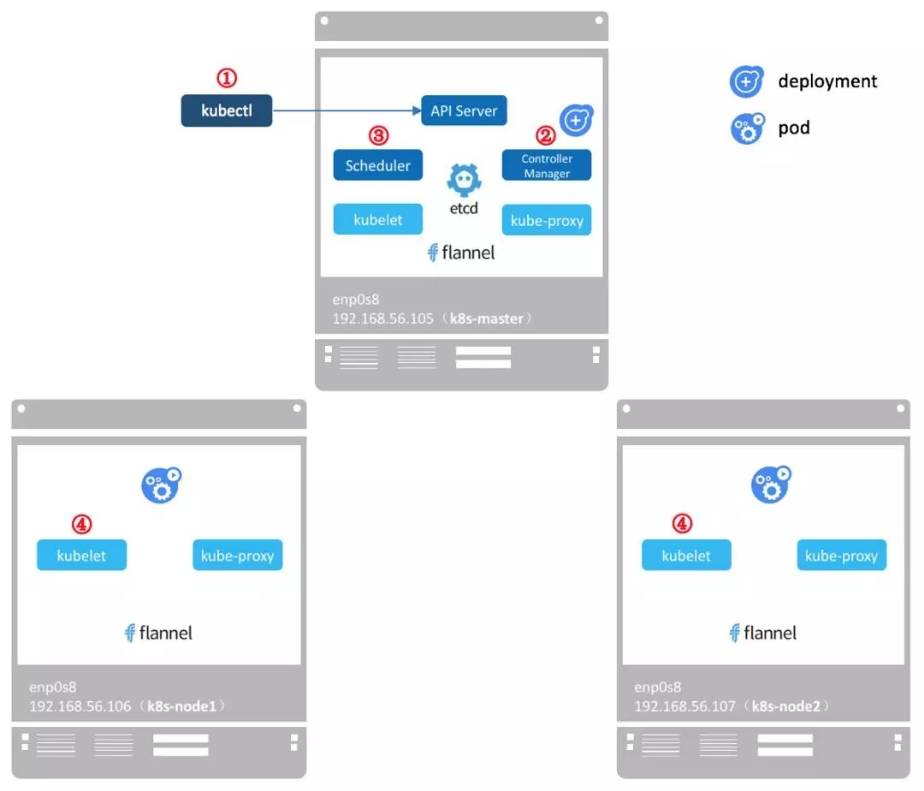 ①
kubectl
API Server
deployment
pod
③
②
Scheduler
Controller
Manager
etcd
kubelet
kube-proxy
flannel
enp0s8
192.168.56.105（k8s-master）
④
kubelet
kube-proxy
flannel
enp0s8
192.168.56.106（k8s-node1）
④
kubelet
kube-proxy
flannel
enp0s8
192.168.56.107（k8s-node2）